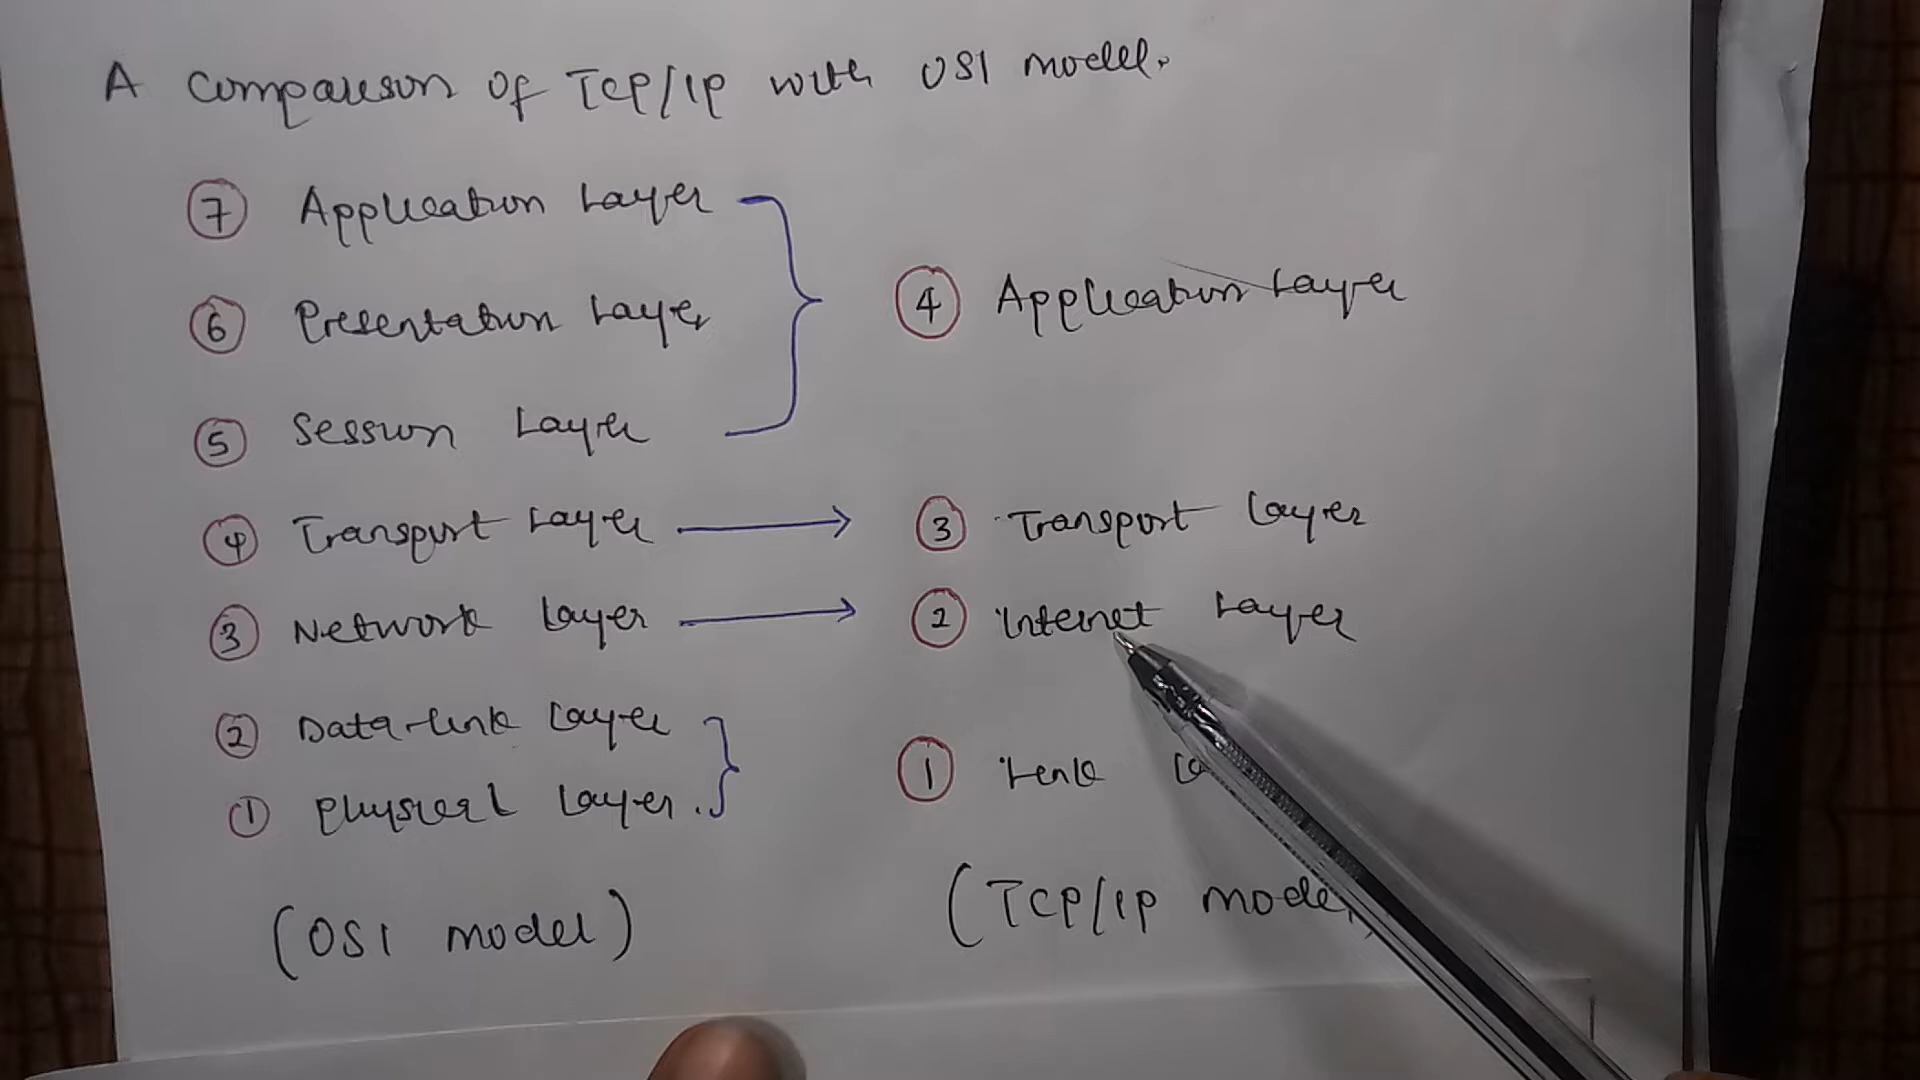 A Comparison of TCP/IP with OSI model.
7 Application Layer
6 Presentation Layer
4 Application Layer
5 Session Layer
4 Transport Layer
3 Transport Layer
3 Network Layer
2 Internet Layer
2 Data-link Layer
1 Physical Layer.
1 Link
(OSI model)
(TCP/IP model